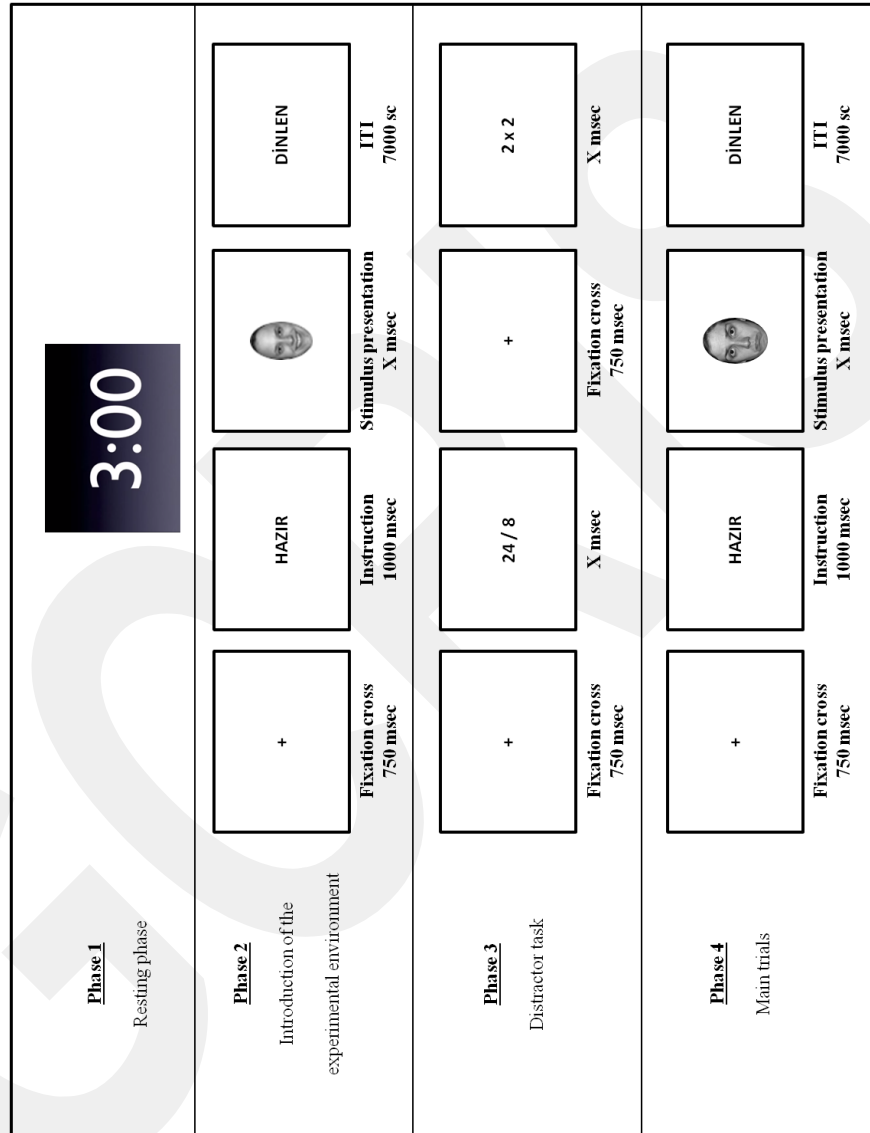 Phase 1
Resting phase
3:00
Phase 2
Introduction of the
experimental environment
+
Fixation cross
750 msec
HAZIR
Instruction
1000 msec
Stimulus presentation
X msec
DİNLEN
ITI
7000 sc
Phase 3
Distractor task
+
Fixation cross
750 msec
24 / 8
X msec
+
Fixation cross
750 msec
2 x 2
X msec
Phase 4
Main trials
+
Fixation cross
750 msec
HAZIR
Instruction
1000 msec
Stimulus presentation
X msec
DİNLEN
ITI
7000 sc